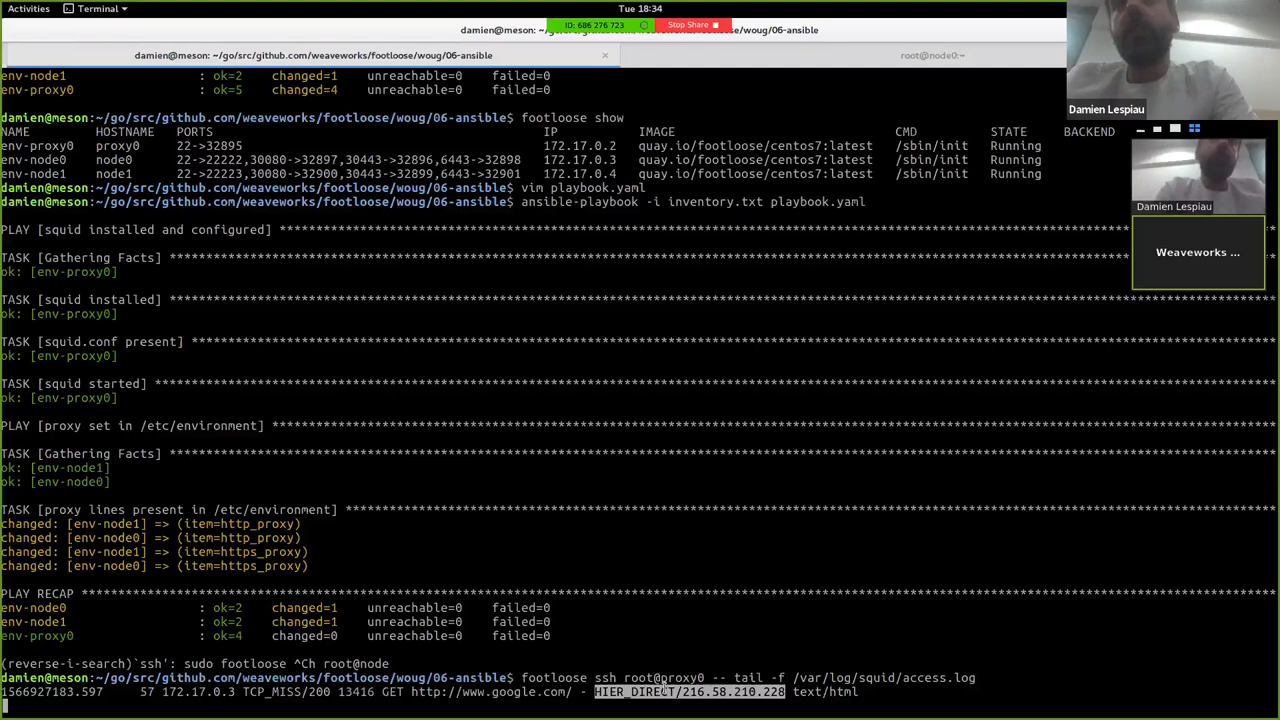 Activities Terminal Tue 18:34
ID: 686 276 723 Stop Share
damien@meson: ~/go/src/github.com/weaveworks/footloose/woug/06-ansible
damien@meson: ~/go/src/github.com/weaveworks/footloose/woug/06-ansible × root@node0:~
env-node1 : ok=2 changed=1 unreachable=0 failed=0
env-proxy0 : ok=5 changed=4 unreachable=0 failed=0
damien@meson:~/go/src/github.com/weaveworks/footloose/woug/06-ansible$ footloose show
NAME HOSTNAME PORTS IP IMAGE CMD STATE BACKEND
env-proxy0 proxy0 22->32895 172.17.0.2 quay.io/footloose/centos7:latest /sbin/init Running
env-node0 node0 22->22223,30080->32897,30443->32896,6443->32898 172.17.0.3 quay.io/footloose/centos7:latest /sbin/init Running
env-node1 node1 22->22221,30080->32900,30443->32899,6443->32901 172.17.0.4 quay.io/footloose/centos7:latest /sbin/init Running
damien@meson:~/go/src/github.com/weaveworks/footloose/woug/06-ansible$ vim playbook.yaml
damien@meson:~/go/src/github.com/weaveworks/footloose/woug/06-ansible$ ansible-playbook -i inventory.txt playbook.yaml
PLAY [squid installed and configured] ****
TASK [Gathering Facts] ****
ok: [env-proxy0]
TASK [squid installed] ****
ok: [env-proxy0]
TASK [squid.conf present] ****
ok: [env-proxy0]
TASK [squid started] ****
ok: [env-proxy0]
PLAY [proxy set in /etc/environment] ****
TASK [Gathering Facts] ****
ok: [env-node1]
ok: [env-node0]
TASK [proxy lines present in /etc/environment] ****
changed: [env-node1] => (item=http_proxy)
changed: [env-node0] => (item=http_proxy)
changed: [env-node1] => (item=https_proxy)
changed: [env-node0] => (item=https_proxy)
PLAY RECAP ****
env-node0 : ok=2 changed=1 unreachable=0 failed=0
env-node1 : ok=2 changed=1 unreachable=0 failed=0
env-proxy0 : ok=4 changed=0 unreachable=0 failed=0
(reverse-i-search)`ssh': sudo footloose ^Ch root@node
damien@meson:~/go/src/github.com/weaveworks/footloose/woug/06-ansible$ footloose ssh root@proxy0 -- tail -f /var/log/squid/access.log
1566927183.597 57 172.17.0.3 TCP_MISS/200 13416 GET http://www.google.com/ - HIER_DIRECT/216.58.210.228 text/html
Damien Lespiau
Damien Lespiau
Weaveworks ...